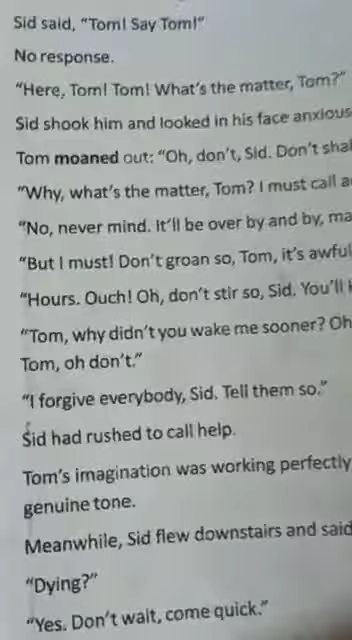 Sid said, “Tom! Say Tom!”
No response.
“Here, Tom! Tom! What’s the matter, Tom?”
Sid shook him and looked in his face
Tom moaned out: “Oh, don’t, Sid. Don’t
“Why, what’s the matter, Tom? I must call
“No, never mind. It’ll be over by and by,
“But I must! Don’t groan so, Tom, it’s
“Hours. Ouch! Oh, don’t stir so, Sid. You’ll
“Tom, why didn’t you wake me sooner? Oh
Tom, oh don’t.”
“I forgive everybody, Sid. Tell them so.”
Sid had rushed to call help.
Tom’s imagination was working perfectly
genuine tone.
Meanwhile, Sid flew downstairs and said
“Dying?”
“Yes. Don’t wait, come quick.”